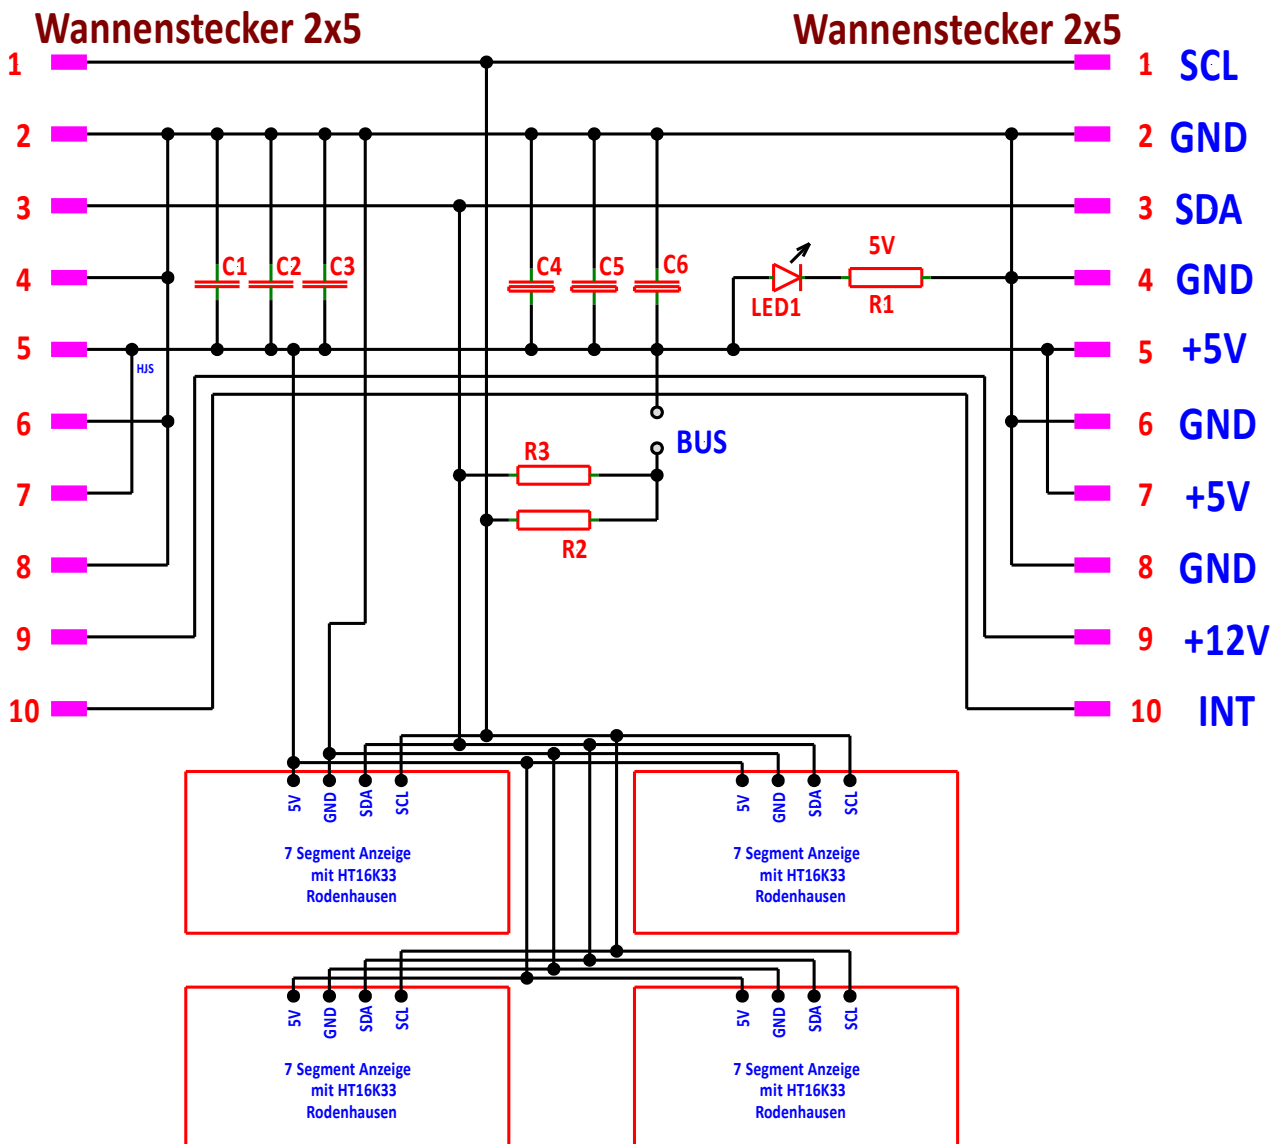 Wannenstecker 2x5
Wannenstecker 2x5
1
1 SCL
2
2 GND
3
3 SDA
C1 C2 C3 C4 C5 C6
5V
4
LED1
R1
4 GND
5
HJS
5 +5V
6
BUS
6 GND
R3
7
7 +5V
R2
8
8 GND
9
9 +12V
10
10 INT
5V GND SDA SCL
5V GND SDA SCL
7 Segment Anzeige
mit HT16K33
Rodenhausen
7 Segment Anzeige
mit HT16K33
Rodenhausen
5V GND SDA SCL
5V GND SDA SCL
7 Segment Anzeige
mit HT16K33
Rodenhausen
7 Segment Anzeige
mit HT16K33
Rodenhausen